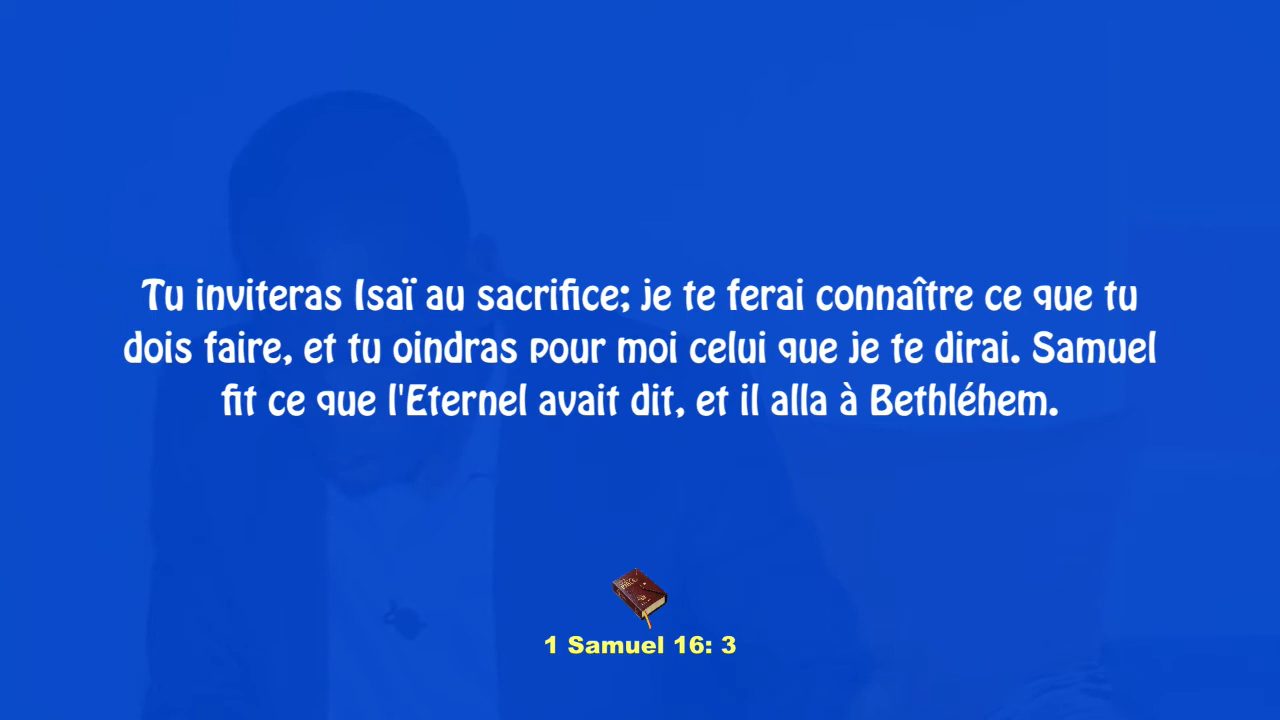 Tu inviteras Isaï au sacrifice; je te ferai connaître ce que tu
dois faire, et tu oindras pour moi celui que je te dirai. Samuel
fit ce que l'Eternel avait dit, et il alla à Bethléhem.
1 Samuel 16: 3